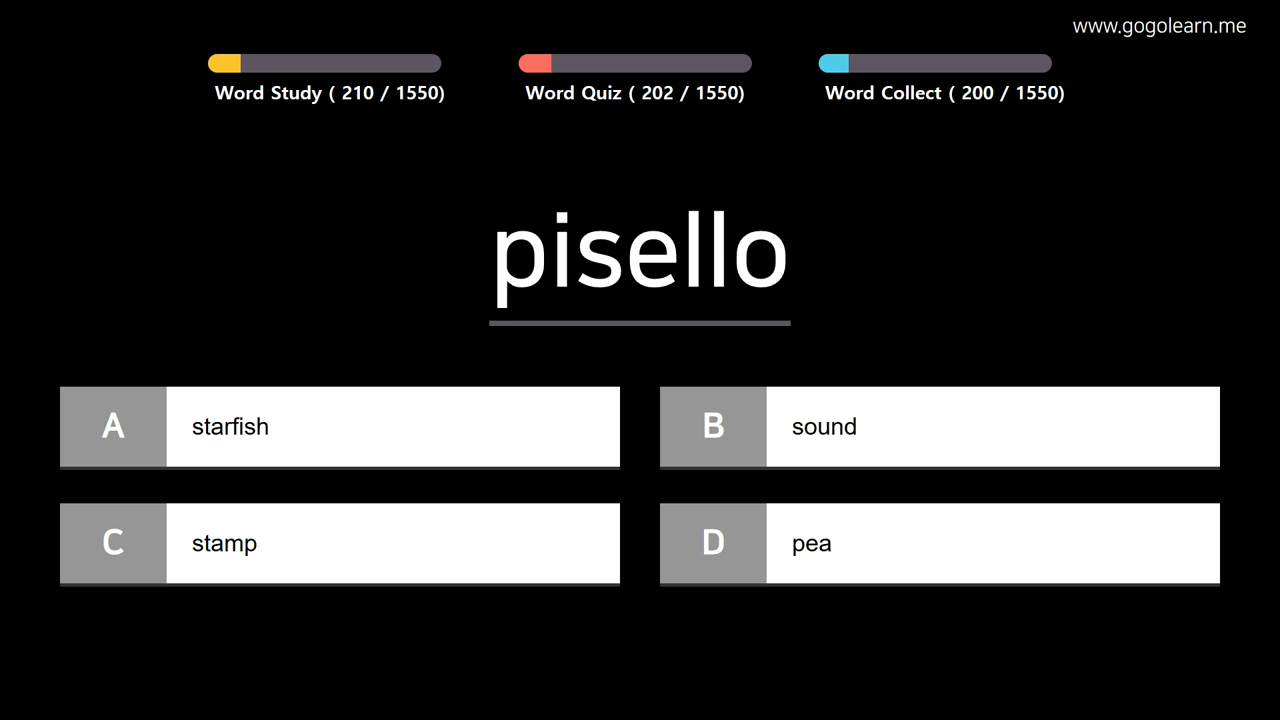 www.gogolearn.me
Word Study ( 210 / 1550)
Word Quiz ( 202 / 1550)
Word Collect ( 200 / 1550)
pisello
A starfish
B sound
C stamp
D pea